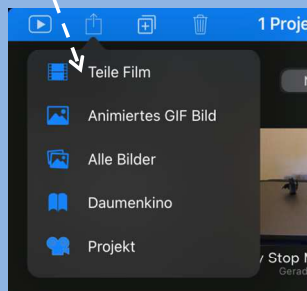 1 Proje
Teile Film
Animiertes GIF Bild
Alle Bilder
Daumenkino
Projekt
y Stop M
Gerad